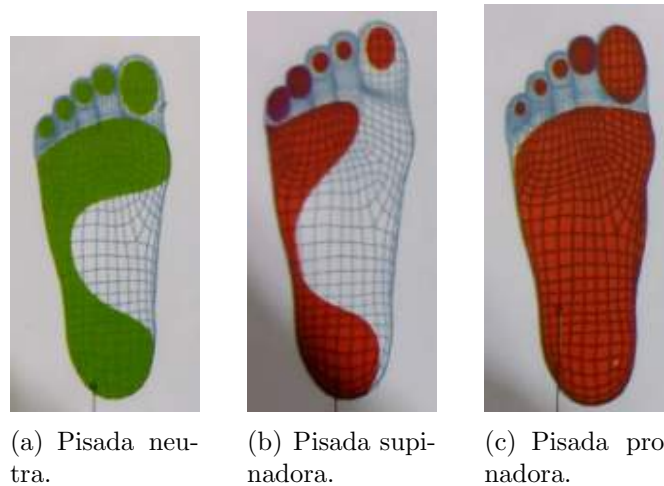 (a) Pisada neu-
tra.
(b) Pisada supi-
nadora.
(c) Pisada pro
nadora.